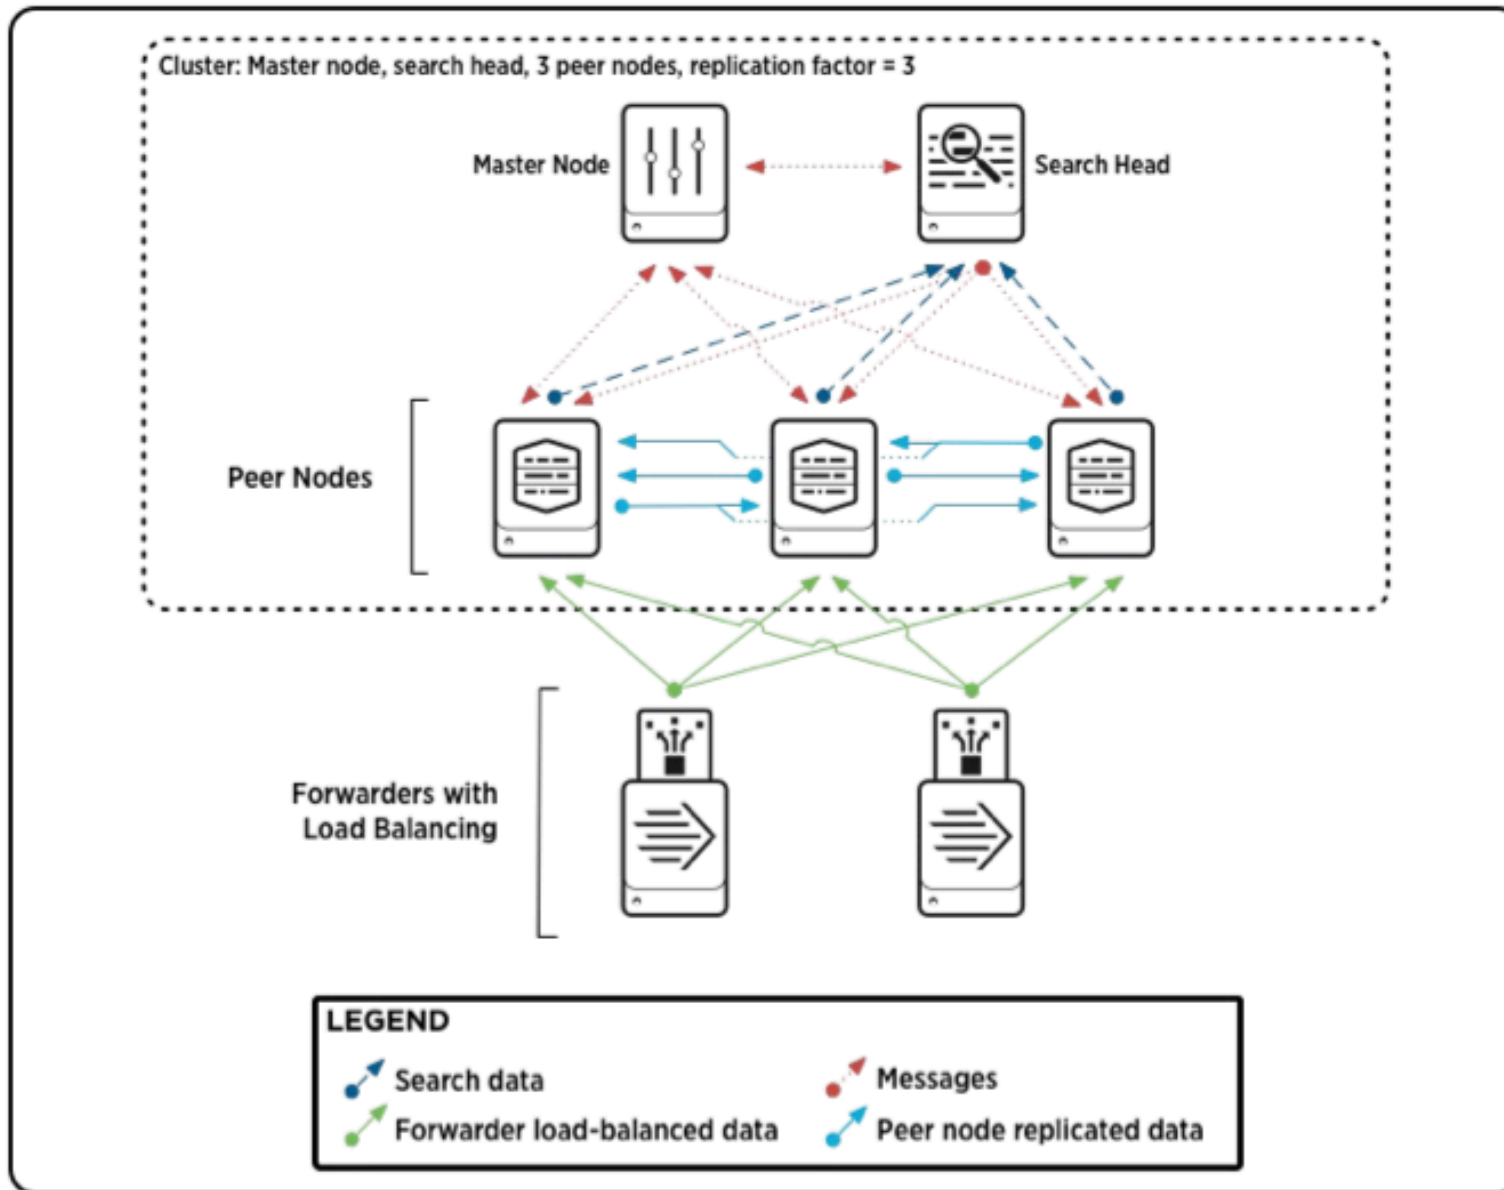 Cluster: Master node, search head, 3 peer nodes, replication factor = 3
Master Node
Search Head
Peer Nodes
Forwarders with
Load Balancing
LEGEND
Search data
Messages
Forwarder load-balanced data
Peer node replicated data